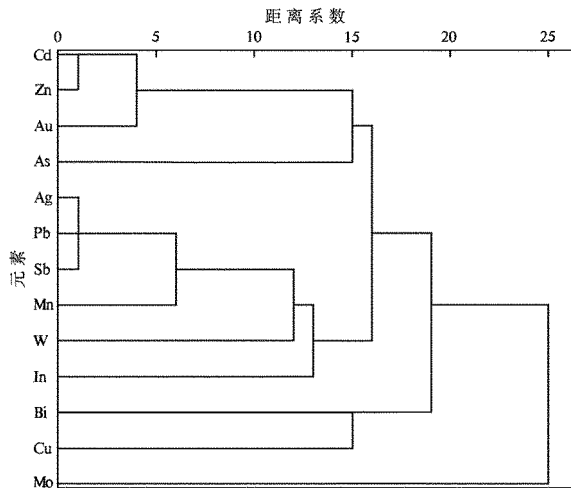 距离系数
0 5 10 15 20 25
Cd
Zn
Au
As
Ag
Pb
Sb
Mn
W
In
Bi
Cu
Mo
元素